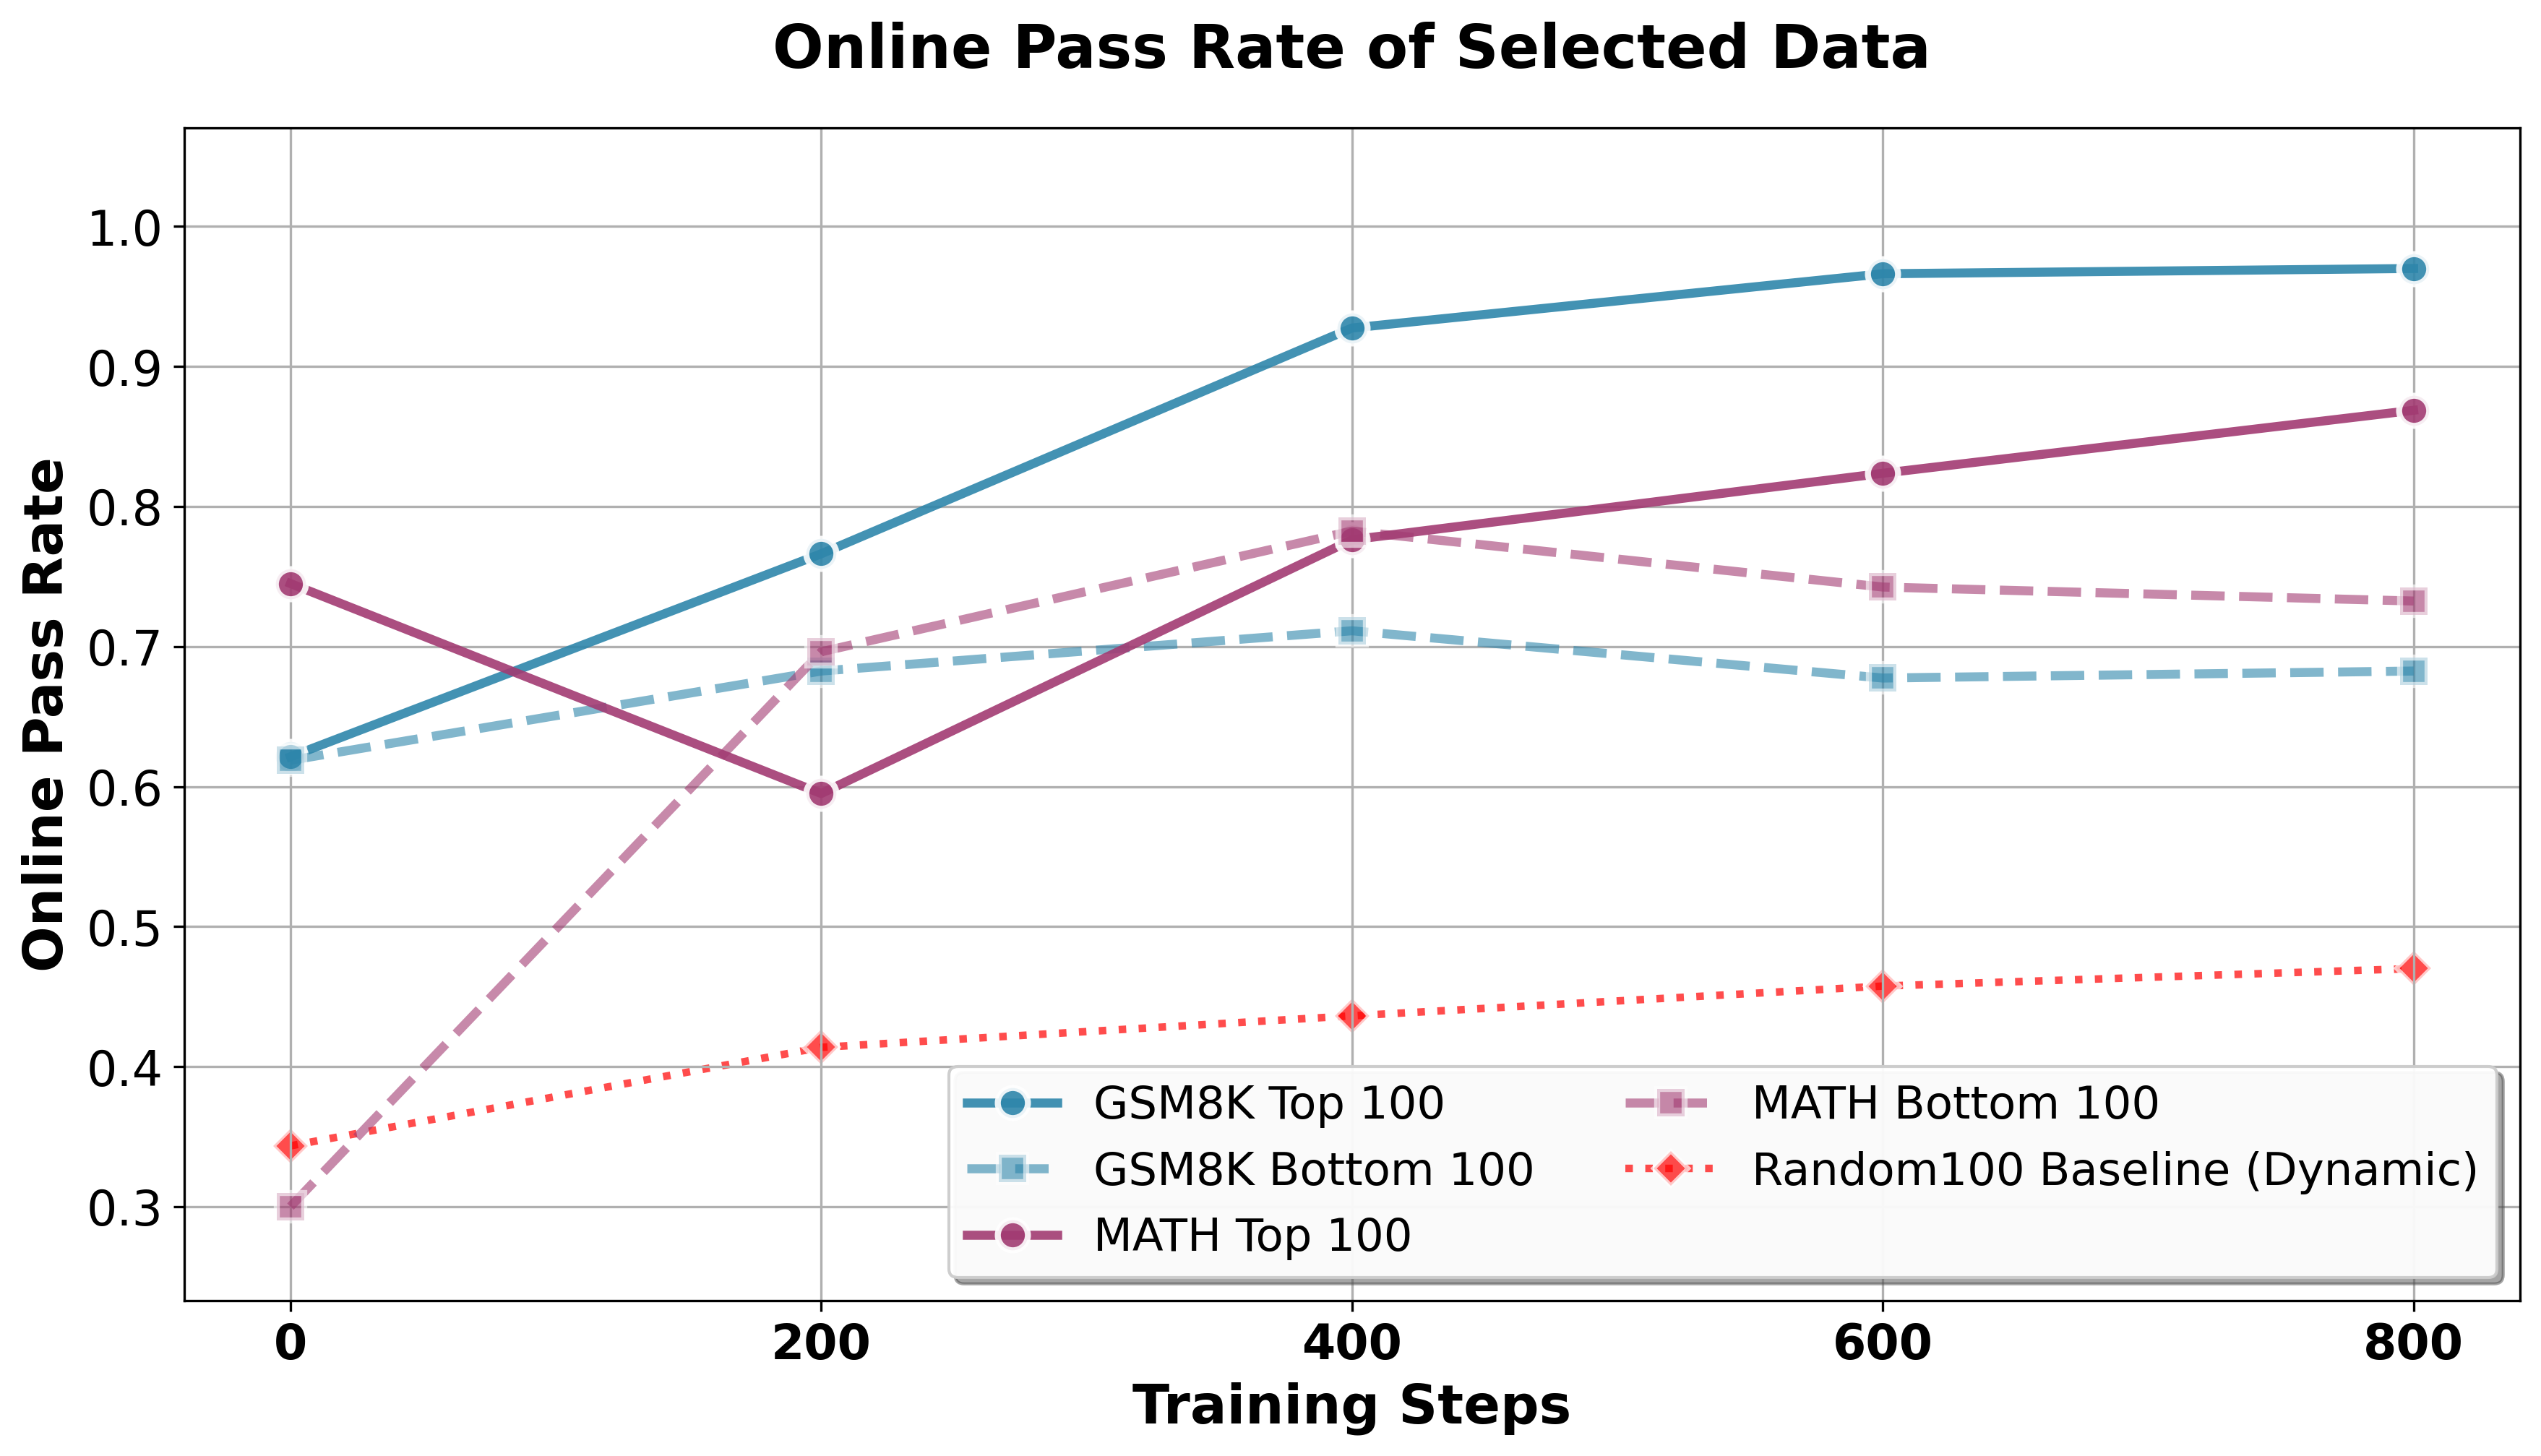 Online Pass Rate of Selected Data
Online Pass Rate
1.0
0.9
0.8
0.7
0.6
0.5
0.4
0.3
GSM8K Top 100
GSM8K Bottom 100
MATH Top 100
MATH Bottom 100
Random100 Baseline (Dynamic)
0 200 400 600 800
Training Steps